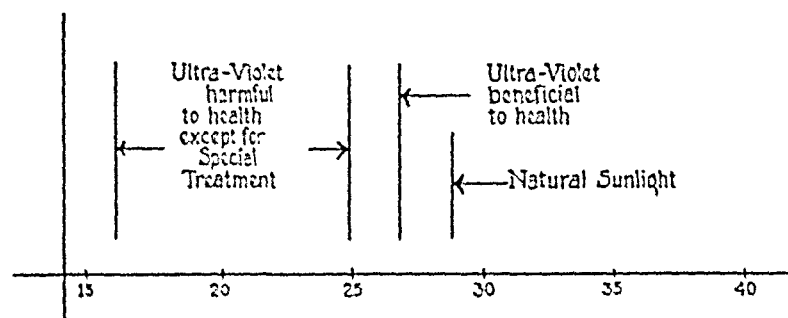 Ultra-Violet
harmful
to health
except for
Special
Treatment
Ultra-Violet
beneficial
to health
Natural Sunlight
15 20 25 30 35 40